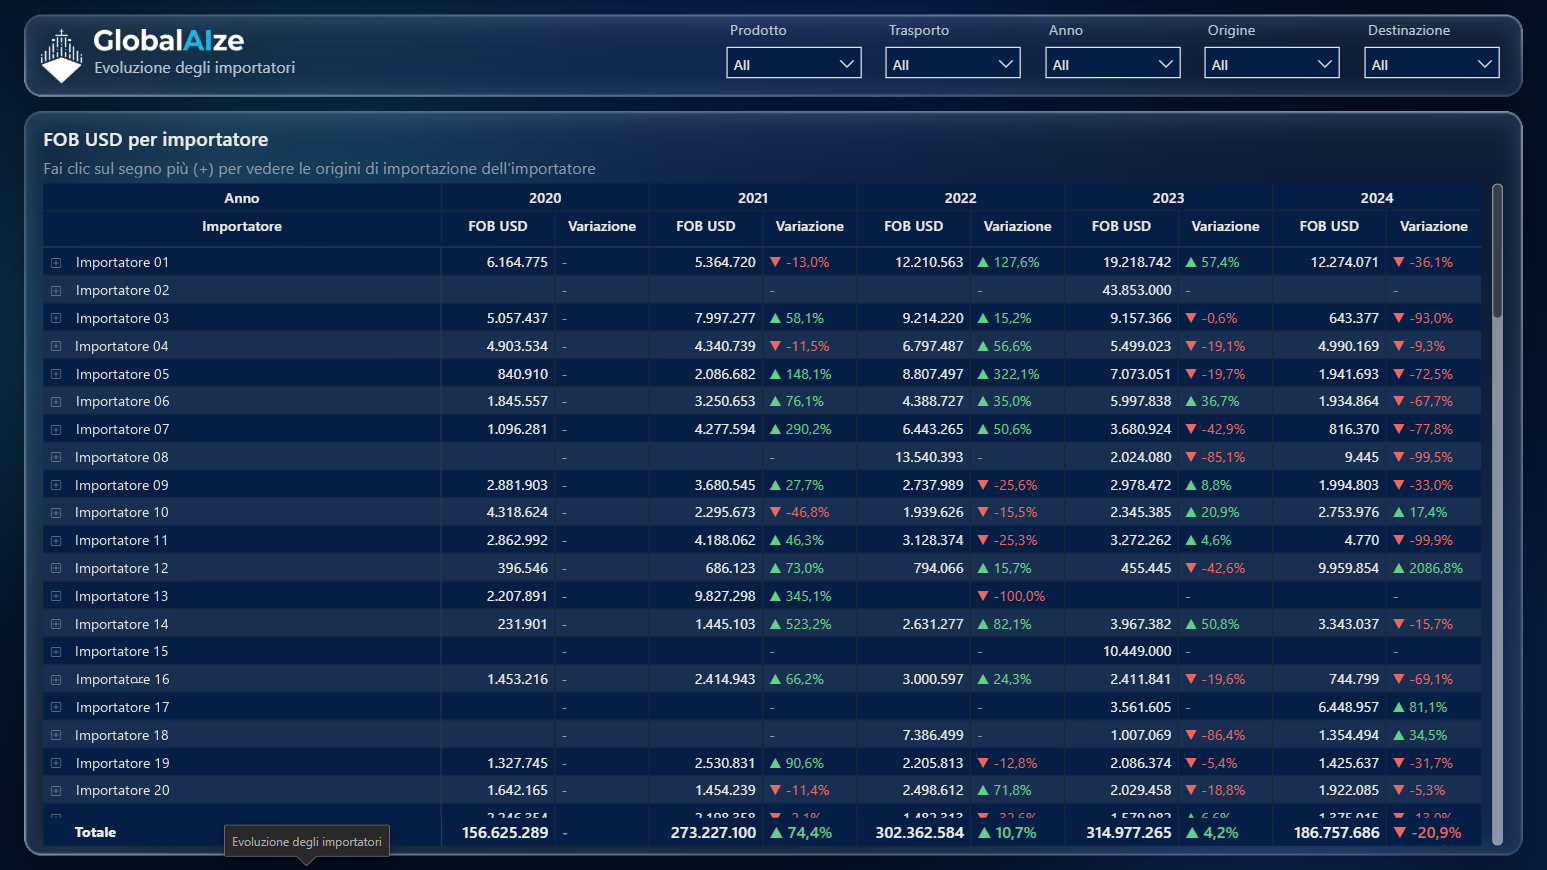 GlobalAIze
Evoluzione degli importatori
Prodotto Trasporto Anno Origine Destinazione
All All All All All
FOB USD per importatore
Fai clic sul segno più (+) per vedere le origini di importazione dell'importatore
Anno 2020 2021 2022 2023 2024
Importatore FOB USD Variazione FOB USD Variazione FOB USD Variazione FOB USD Variazione FOB USD Variazione
Importatore 01 6.164.775 - 5.364.720 ▼ -13,0% 12.210.563 ▲ 127,6% 19.218.742 ▲ 57,4% 12.274.071 ▼ -36,1%
Importatore 02 - - - 43.853.000 - -
Importatore 03 5.057.437 - 7.997.277 ▲ 58,1% 9.214.220 ▲ 15,2% 9.157.366 ▼ -0,6% 643.377 ▼ -93,0%
Importatore 04 4.903.534 - 4.340.739 ▼ -11,5% 6.797.487 ▲ 56,6% 5.499.023 ▼ -19,1% 4.990.169 ▼ -9,3%
Importatore 05 840.910 - 2.086.682 ▲ 148,1% 8.807.497 ▲ 322,1% 7.073.051 ▼ -19,7% 1.941.693 ▼ -72,5%
Importatore 06 1.845.557 - 3.250.653 ▲ 76,1% 4.388.727 ▲ 35,0% 5.997.838 ▲ 36,7% 1.934.864 ▼ -67,7%
Importatore 07 1.096.281 - 4.277.594 ▲ 290,2% 6.443.265 ▲ 50,6% 3.680.924 ▼ -42,9% 816.370 ▼ -77,8%
Importatore 08 - - 13.540.393 - 2.024.080 ▼ -85,1% 9.445 ▼ -99,5%
Importatore 09 2.881.903 - 3.680.545 ▲ 27,7% 2.737.989 ▼ -25,6% 2.978.472 ▲ 8,8% 1.994.803 ▼ -33,0%
Importatore 10 4.318.624 - 2.295.673 ▼ -46,8% 1.939.626 ▼ -15,5% 2.345.385 ▲ 20,9% 2.753.976 ▲ 17,4%
Importatore 11 2.862.992 - 4.188.062 ▲ 46,3% 3.128.374 ▼ -25,3% 3.272.262 ▲ 4,6% 4.770 ▼ -99,9%
Importatore 12 396.546 - 686.123 ▲ 73,0% 794.066 ▲ 15,7% 455.445 ▼ -42,6% 9.959.854 ▲ 2086,8%
Importatore 13 2.207.891 - 9.827.298 ▲ 345,1% ▼ -100,0% - -
Importatore 14 231.901 - 1.445.103 ▲ 523,2% 2.631.277 ▲ 82,1% 3.967.382 ▲ 50,8% 3.343.037 ▼ -15,7%
Importatore 15 - - - 10.449.000 - -
Importatore 16 1.453.216 - 2.414.943 ▲ 66,2% 3.000.597 ▲ 24,3% 2.411.841 ▼ -19,6% 744.799 ▼ -69,1%
Importatore 17 - - - 3.561.605 - 6.448.957 ▲ 81,1%
Importatore 18 - - 7.386.499 - 1.007.069 ▼ -86,4% 1.354.494 ▲ 34,5%
Importatore 19 1.327.745 - 2.530.831 ▲ 90,6% 2.205.813 ▼ -12,8% 2.086.374 ▼ -5,4% 1.425.637 ▼ -31,7%
Importatore 20 1.642.165 - 1.454.239 ▼ -11,4% 2.498.612 ▲ 71,8% 2.029.458 ▼ -18,8% 1.922.085 ▼ -5,3%
Totale 156.625.289 - 273.227.100 ▲ 74,4% 302.362.584 ▲ 10,7% 314.977.265 ▲ 4,2% 186.757.686 ▼ -20,9%
Evoluzione degli importatori